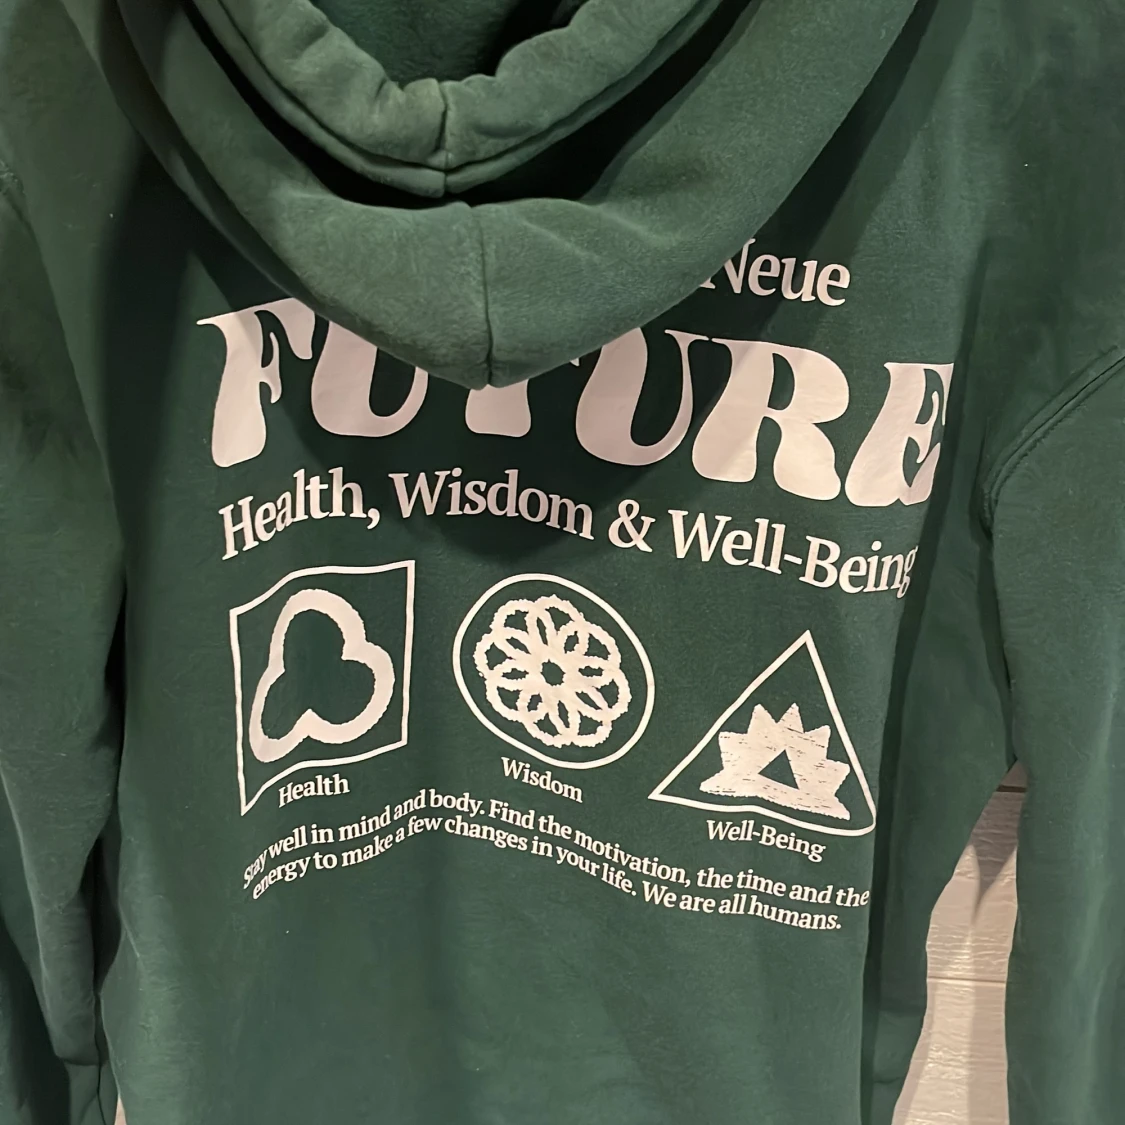 Neue
FUTURE
Health, Wisdom & Well-Being
Health
Wisdom
Well-Being
Stay well in mind and body. Find the motivation, the time and the
energy to make a few changes in your life. We are all humans.